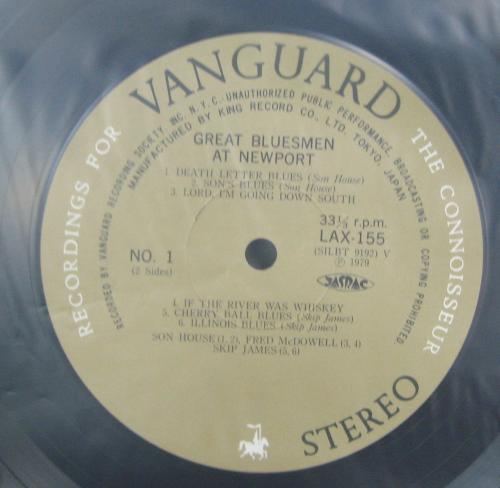 VANGUARD
RECORDINGS FOR THE CONNOISSEUR
RECORDED BY VANGUARD RECORDING SOCIETY INC. N.Y.C. · UNAUTHORIZED PUBLIC PERFORMANCE BROADCASTING OR COPYING PROHIBITED.
MANUFACTURED BY KING RECORD CO., LTD. TOKYO, JAPAN
GREAT BLUESMEN
AT NEWPORT
1. DEATH LETTER BLUES (Son House)
2. SON'S BLUES (Son House)
3. LORD, I'M GOING DOWN SOUTH
33⅓ r.p.m.
NO. 1
LAX-155
(2 Sides)
(SILBT 9192) V
Ⓟ 1979
JASRAC
4. IF THE RIVER WAS WHISKEY
5. CHERRY BALL BLUES (Skip James)
6. ILLINOIS BLUES (Skip James)
SON HOUSE (1, 2), FRED McDOWELL (3, 4)
SKIP JAMES (5, 6)
STEREO